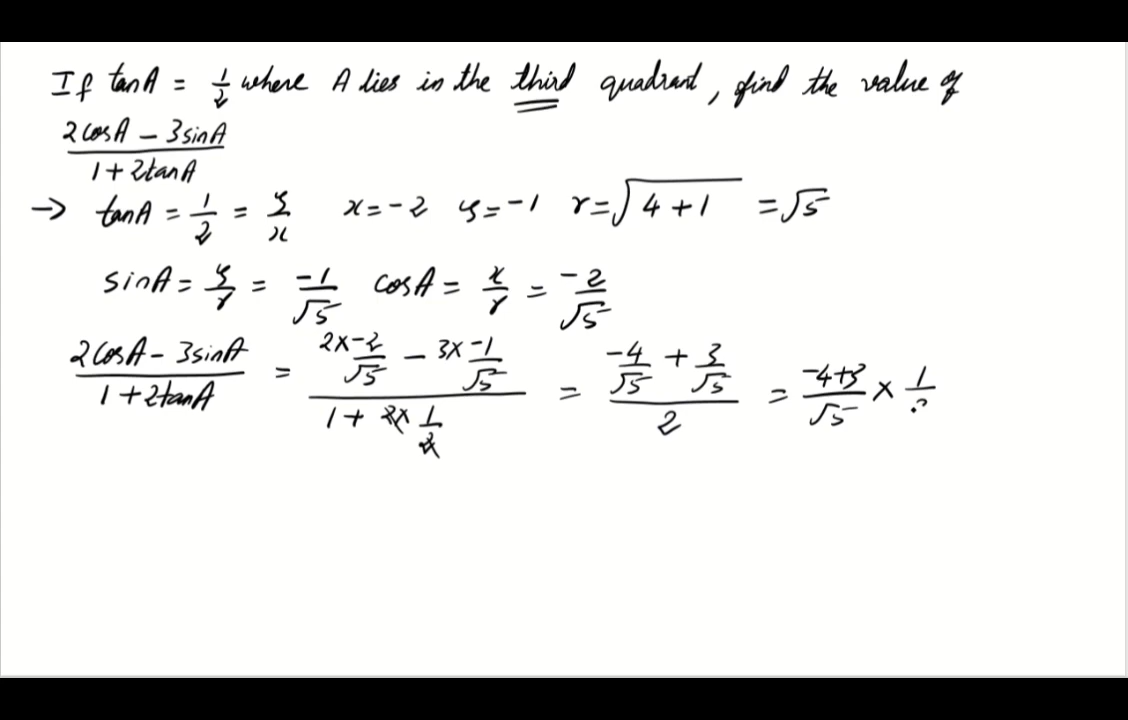 If tanA = 1/2 where A lies in the third quadrant, find the value of
(2cosA - 3sinA)/(1 + 2tanA)
→ tanA = 1/2 = y/x x = -2 y = -1 r = √(4 + 1) = √5
sinA = y/r = -1/√5 cosA = x/r = -2/√5
(2cosA - 3sinA)/(1 + 2tanA) = (2×-2/√5 - 3×-1/√5)/(1 + 2×1/2) = (-4/√5 + 3/√5)/2 = (-4+3)/√5 × 1/